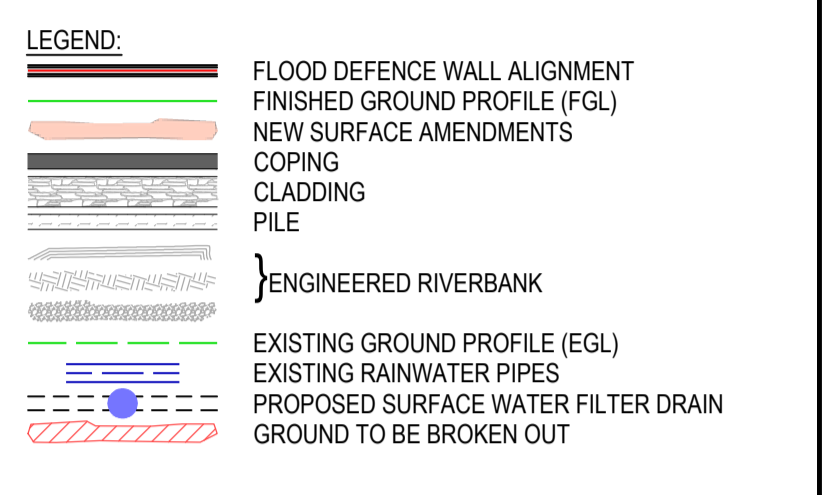 LEGEND:
FLOOD DEFENCE WALL ALIGNMENT
FINISHED GROUND PROFILE (FGL)
NEW SURFACE AMENDMENTS
COPING
CLADDING
PILE
}ENGINEERED RIVERBANK
EXISTING GROUND PROFILE (EGL)
EXISTING RAINWATER PIPES
PROPOSED SURFACE WATER FILTER DRAIN
GROUND TO BE BROKEN OUT